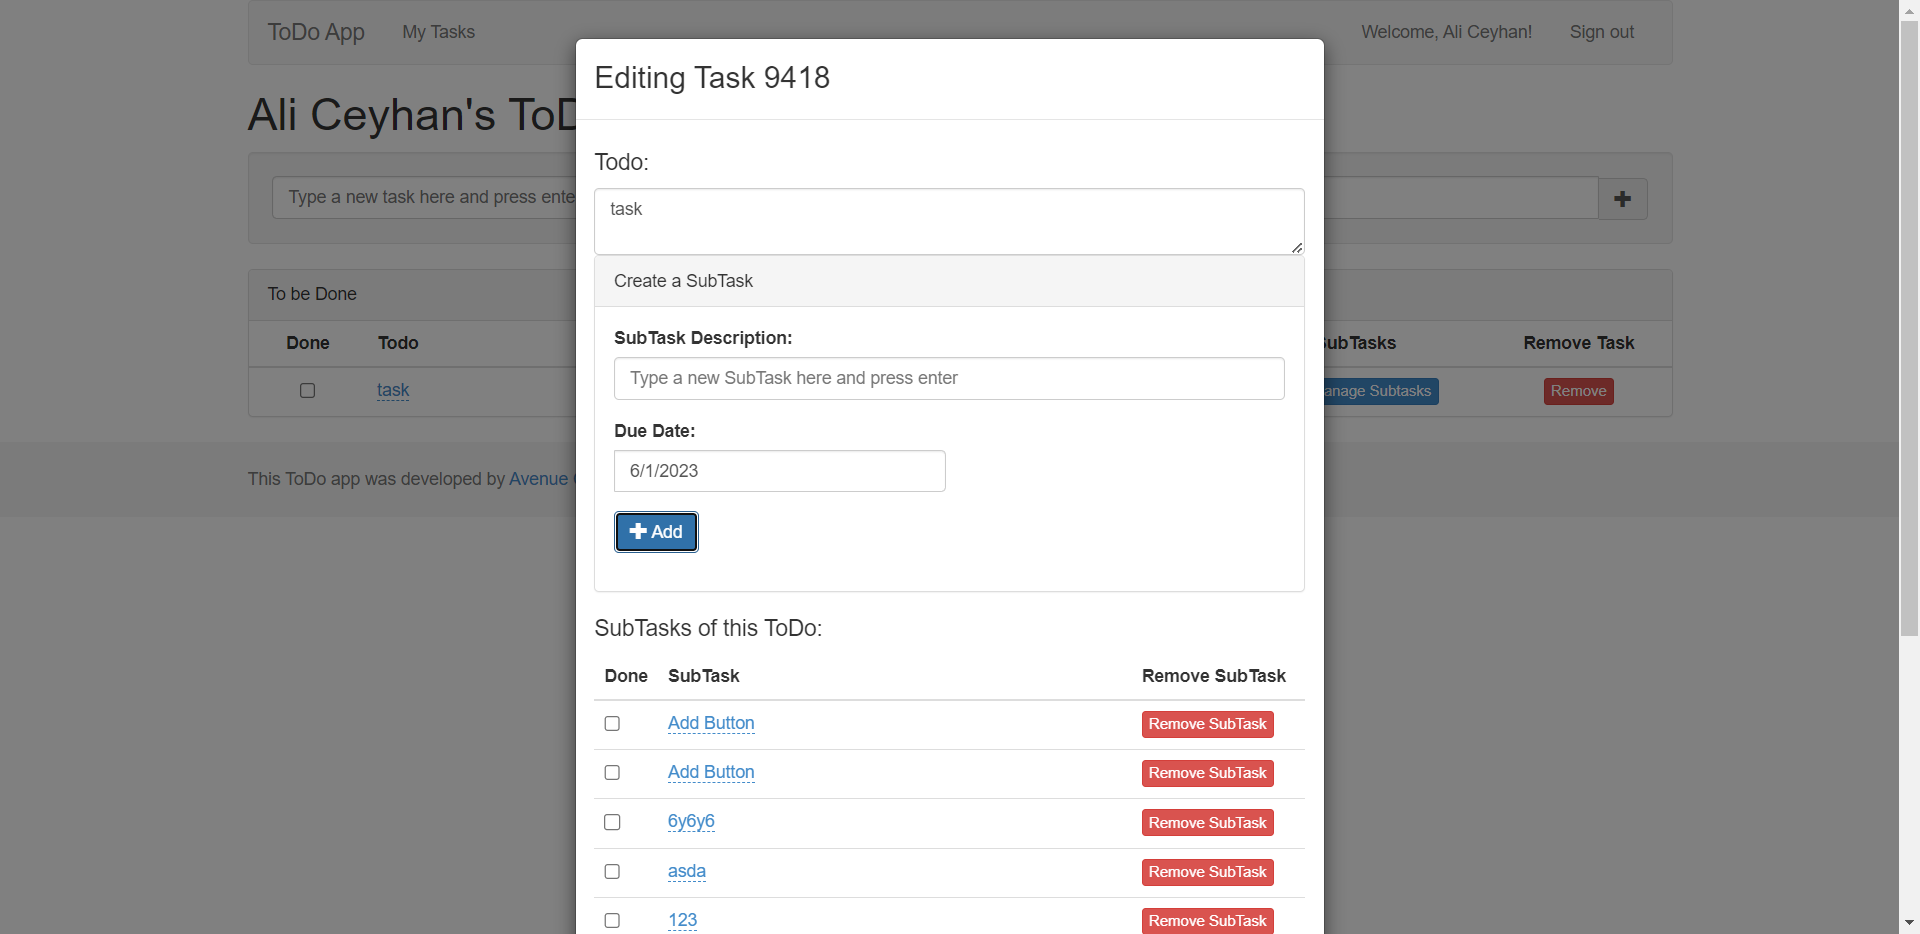 ToDo App
My Tasks
Welcome, Ali Ceyhan!
Sign out
Ali Ceyhan's
Type a new task here and press
To be Done
Done
Todo
Remove Task
task
Subtasks
Remove
This ToDo app was developed by Avenue
Editing Task 9418
Todo:
task
Create a SubTask
SubTask Description:
Type a new SubTask here and press enter
Due Date:
6/1/2023
Add
SubTasks of this ToDo:
Done SubTask Remove SubTask
Add Button Remove SubTask
Add Button Remove SubTask
6y6y6 Remove SubTask
asda Remove SubTask
123 Remove SubTask